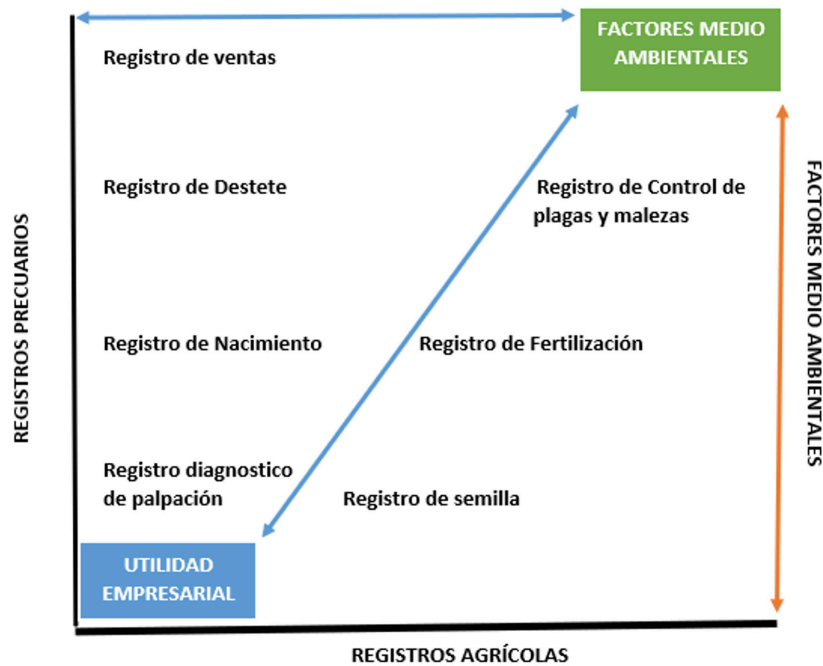 FACTORES MEDIO
AMBIENTALES
Registro de ventas
Registro de Destete
Registro de Control de
plagas y malezas
Registro de Nacimiento
Registro de Fertilización
Registro diagnostico
de palpación
Registro de semilla
UTILIDAD
EMPRESARIAL
REGISTROS PRECUARIOS
FACTORES MEDIO AMBIENTALES
REGISTROS AGRÍCOLAS